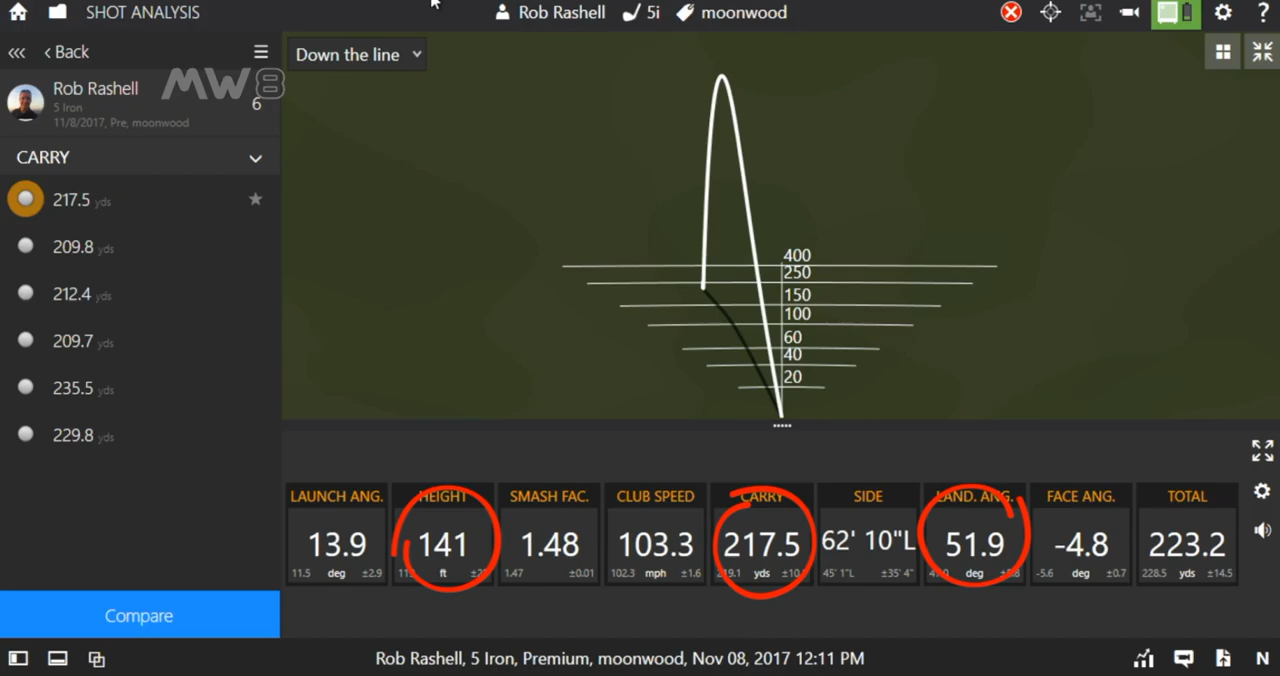 SHOT ANALYSIS
Rob Rashell
5i
moonwood
?
Back
Down the line
MW8
Rob Rashell
6
5 Iron
11/8/2017, Pre, moonwood
CARRY
217.5 yds
209.8 yds
212.4 yds
209.7 yds
235.5 yds
229.8 yds
400
250
150
100
60
40
20
LAUNCH ANG. HEIGHT SMASH FAC. CLUB SPEED CARRY SIDE LAND. ANG. FACE ANG. TOTAL
13.9 141 1.48 103.3 217.5 62' 10"L 51.9 -4.8 223.2
11.5 deg ±2.9 ft 1.47 ±0.01 102.3 mph ±1.6 yds 45' 1"L ±35' 4" deg -5.6 deg ±0.7 228.5 yds ±14.5
Compare
Rob Rashell, 5 Iron, Premium, moonwood, Nov 08, 2017 12:11 PM
N